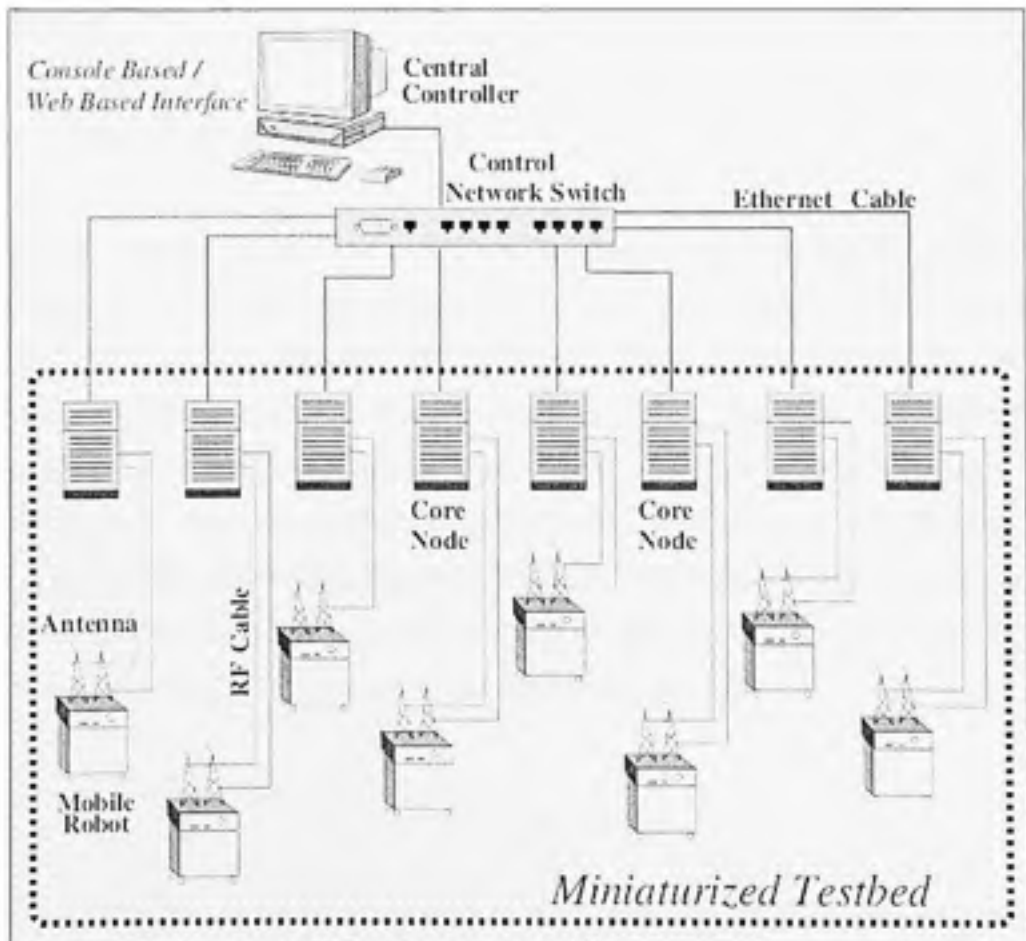 Console Based /
Web Based Interface
Central
Controller
Control
Network Switch
Ethernet Cable
Core
Node
Core
Node
Antenna
RF Cable
Mobile
Robot
Miniaturized Testbed